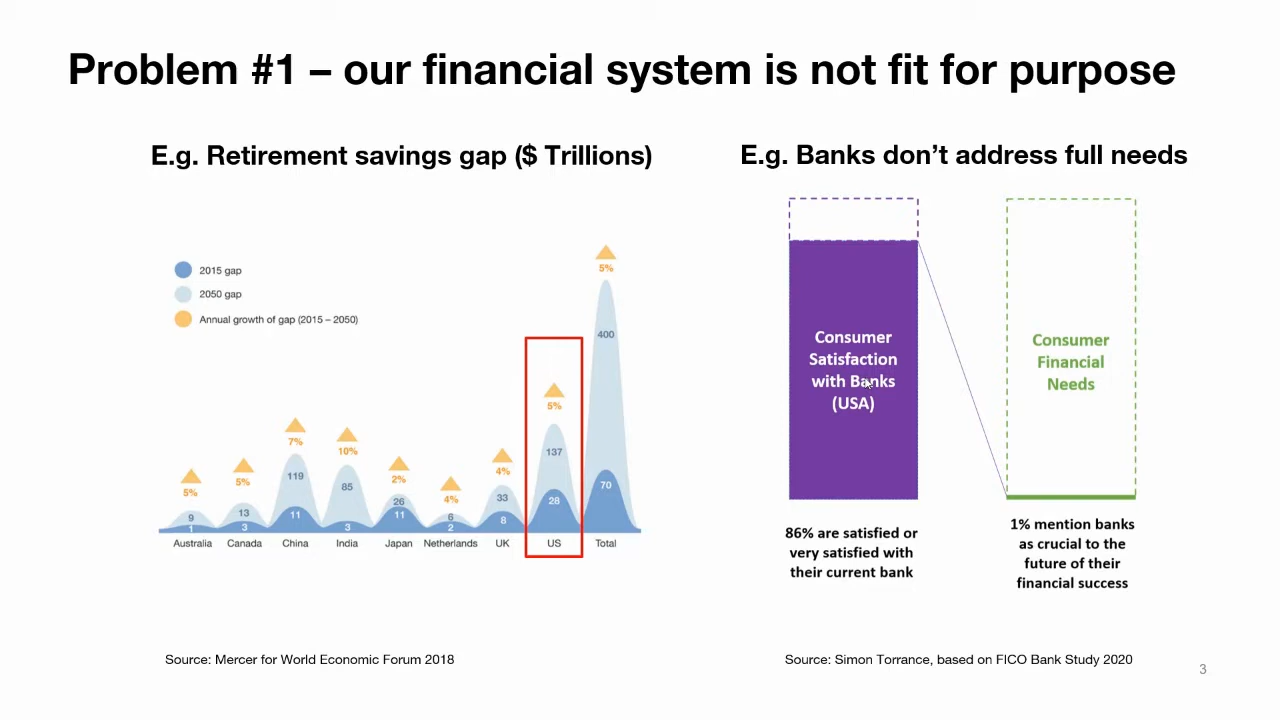 Problem #1 – our financial system is not fit for purpose
E.g. Retirement savings gap ($ Trillions)
2015 gap
2050 gap
Annual growth of gap (2015 – 2050)
5%
400
70
5%
137
28
7%
119
11
10%
85
3
2%
26
11
4%
33
8
4%
6
2
5%
13
3
5%
9
1
Australia
Canada
China
India
Japan
Netherlands
UK
US
Total
Source: Mercer for World Economic Forum 2018
E.g. Banks don’t address full needs
Consumer
Satisfaction
with Banks
(USA)
86% are satisfied or
very satisfied with
their current bank
Consumer
Financial
Needs
1% mention banks
as crucial to the
future of their
financial success
Source: Simon Torrance, based on FICO Bank Study 2020
3